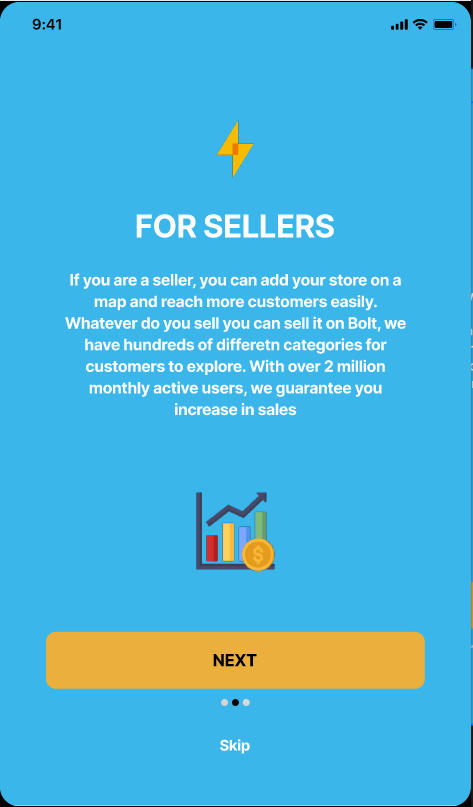 9:41
FOR SELLERS
If you are a seller, you can add your store on a
map and reach more customers easily.
Whatever do you sell you can sell it on Bolt, we
have hundreds of differetn categories for
customers to explore. With over 2 million
monthly active users, we guarantee you
increase in sales
$
NEXT
Skip